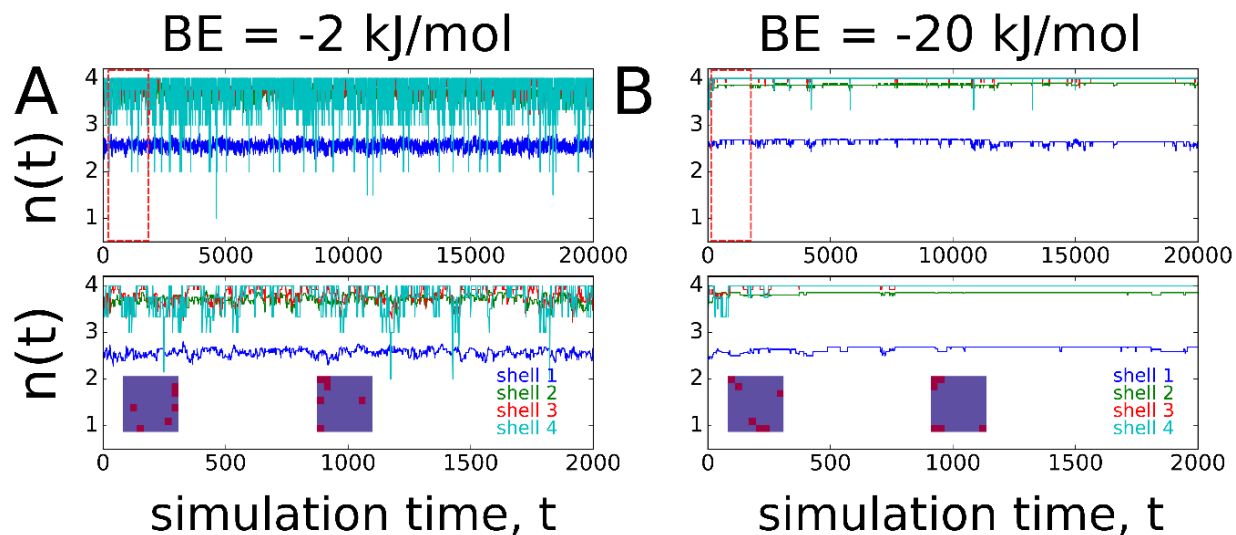 BE = -2 kJ/mol
BE = -20 kJ/mol
A
n(t)
4
3
2
1
0 5000 10000 15000 20000
B
4
3
2
1
0 5000 10000 15000 20000
n(t)
4
3
2
1
shell 1
shell 2
shell 3
shell 4
0 500 1000 1500 2000
simulation time, t
4
3
2
1
shell 1
shell 2
shell 3
shell 4
0 500 1000 1500 2000
simulation time, t